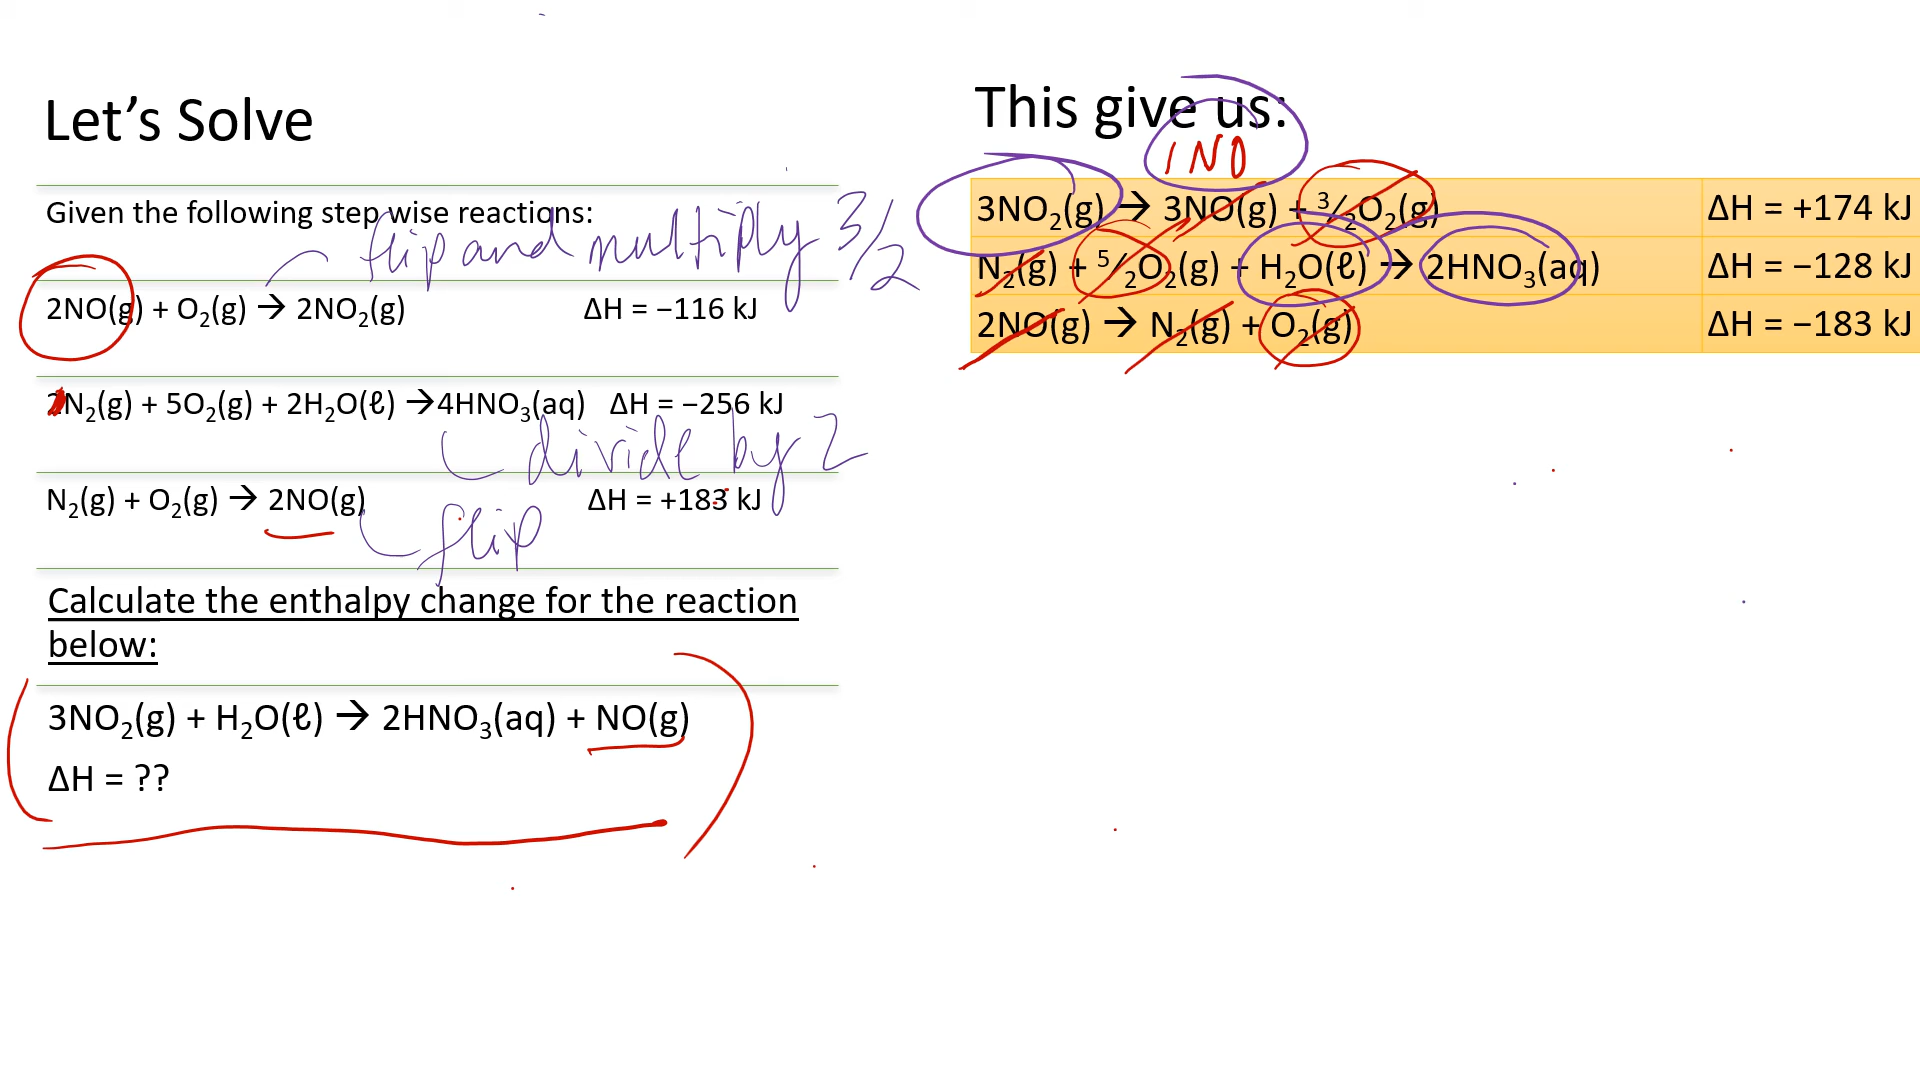 Let’s Solve
Given the following step wise reactions:
flip and multiply 3/2
2NO(g) + O₂(g) → 2NO₂(g) ΔH = −116 kJ
2N₂(g) + 5O₂(g) + 2H₂O(ℓ) →4HNO₃(aq) ΔH = −256 kJ
divide by 2
N₂(g) + O₂(g) → 2NO(g) ΔH = +183 kJ
flip
Calculate the enthalpy change for the reaction
below:
3NO₂(g) + H₂O(ℓ) → 2HNO₃(aq) + NO(g)
ΔH = ??
This give us:
1NO
3NO₂(g) → 3NO(g) + ³⁄₂O₂(g) ΔH = +174 kJ
N₂(g) + ⁵⁄₂O₂(g) + H₂O(ℓ) → 2HNO₃(aq) ΔH = −128 kJ
2NO(g) → N₂(g) + O₂(g) ΔH = −183 kJ